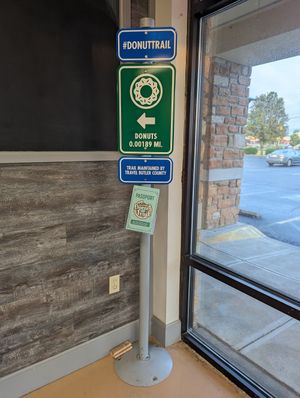 #DONUTTRAIL
DONUTS
0.00189 MI.
TRAIL MAINTAINED BY
TRAVEL BUTLER COUNTY
PASSPORT